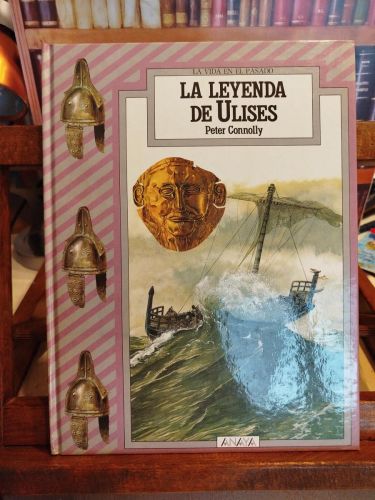 LA VIDA EN EL PASADO
LA LEYENDA
DE ULISES
Peter Connolly
ANAYA